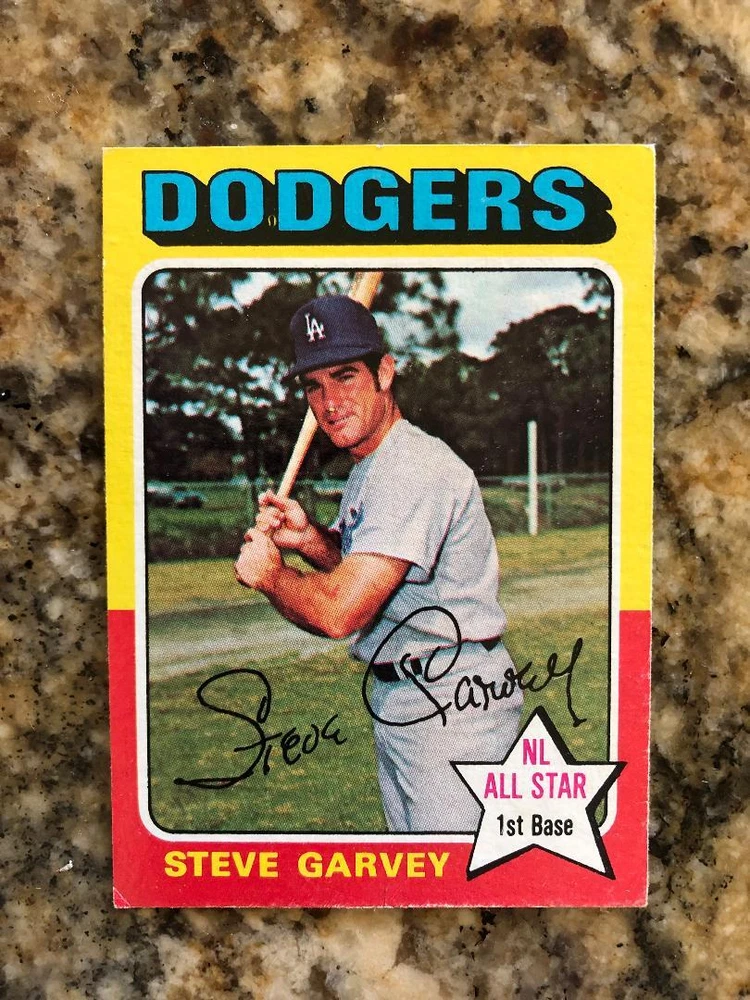 DODGERS
LA
Steve Garvey
NL
ALL STAR
1st Base
STEVE GARVEY